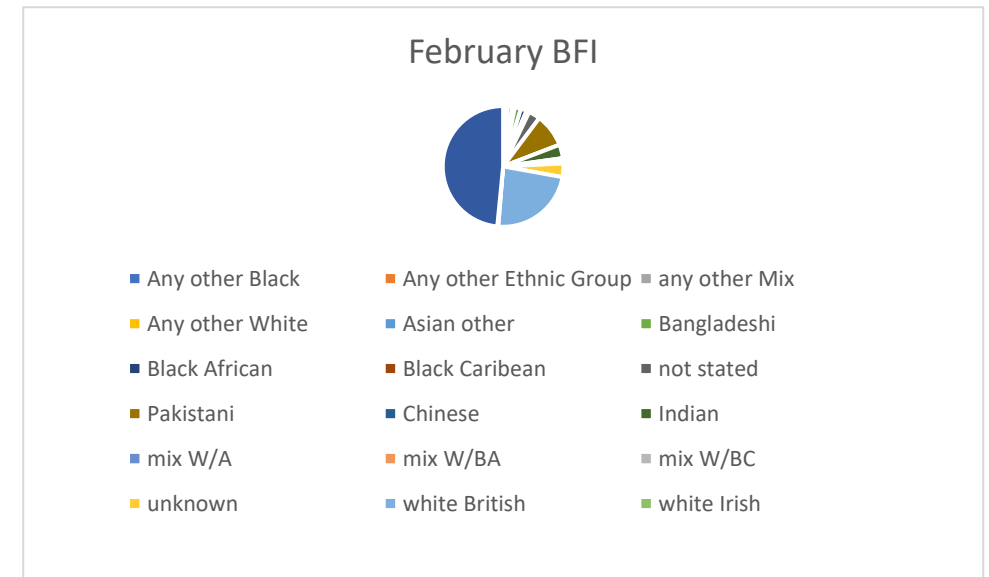 February BFI
Any other Black Any other Ethnic Group any other Mix
Any other White Asian other Bangladeshi
Black African Black Caribean not stated
Pakistani Chinese Indian
mix W/A mix W/BA mix W/BC
unknown white British white Irish